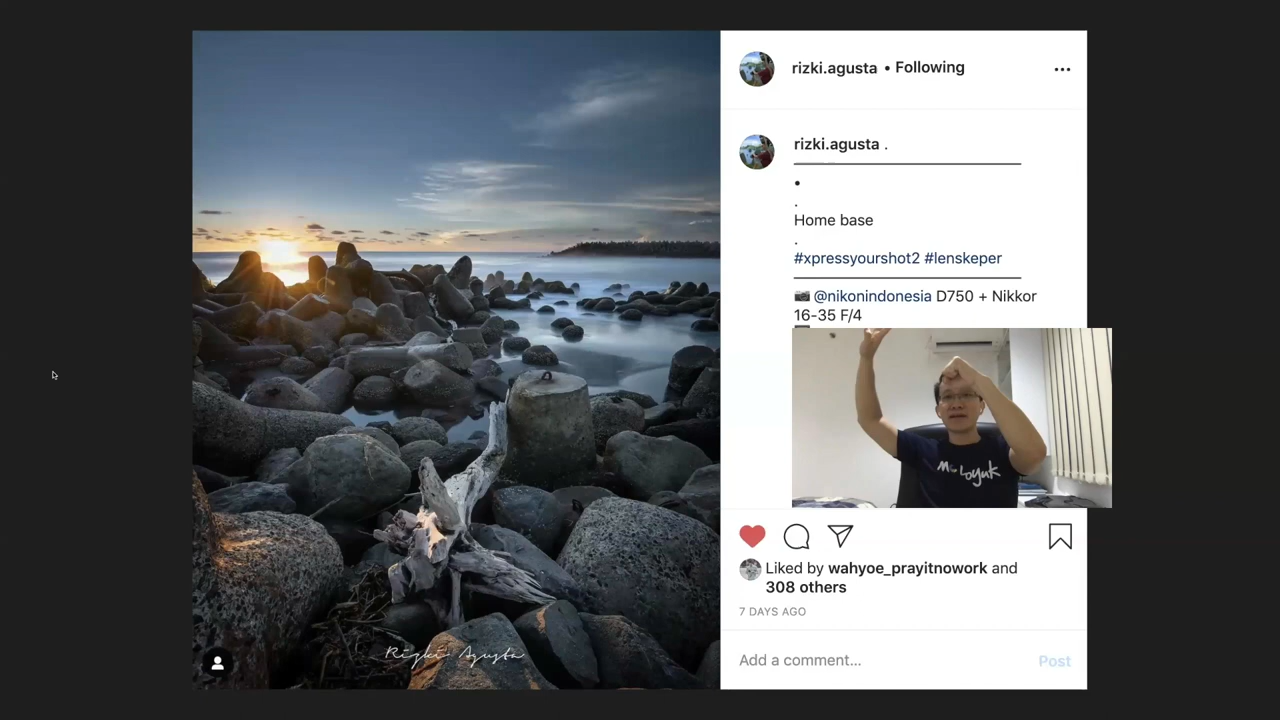 rizki.agusta • Following
rizki.agusta .
•
.
Home base
.
#xpressyourshot2 #lenskeper
@nikonindonesia D750 + Nikkor
16-35 F/4
Liked by wahyoe_prayitnowork and
308 others
7 DAYS AGO
Add a comment...
Post
Rizki Agusta